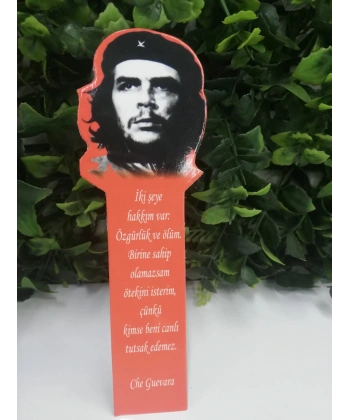 İki şeye
hakkım var;
Özgürlük ve ölüm.
Birine sahip
olamazsam
ötekini isterim,
çünkü
kimse beni canlı
tutsak edemez.
Che Guevara